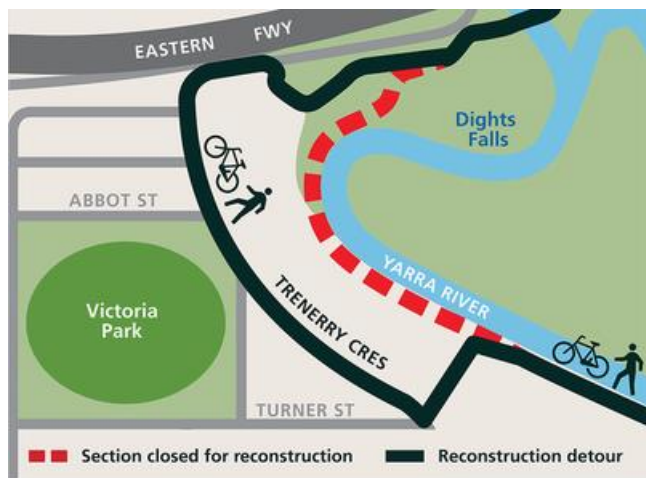 EASTERN FWY
Dights
Falls
ABBOT ST
YARRA RIVER
Victoria
Park
TRENERRY CRES
TURNER ST
Section closed for reconstruction
Reconstruction detour